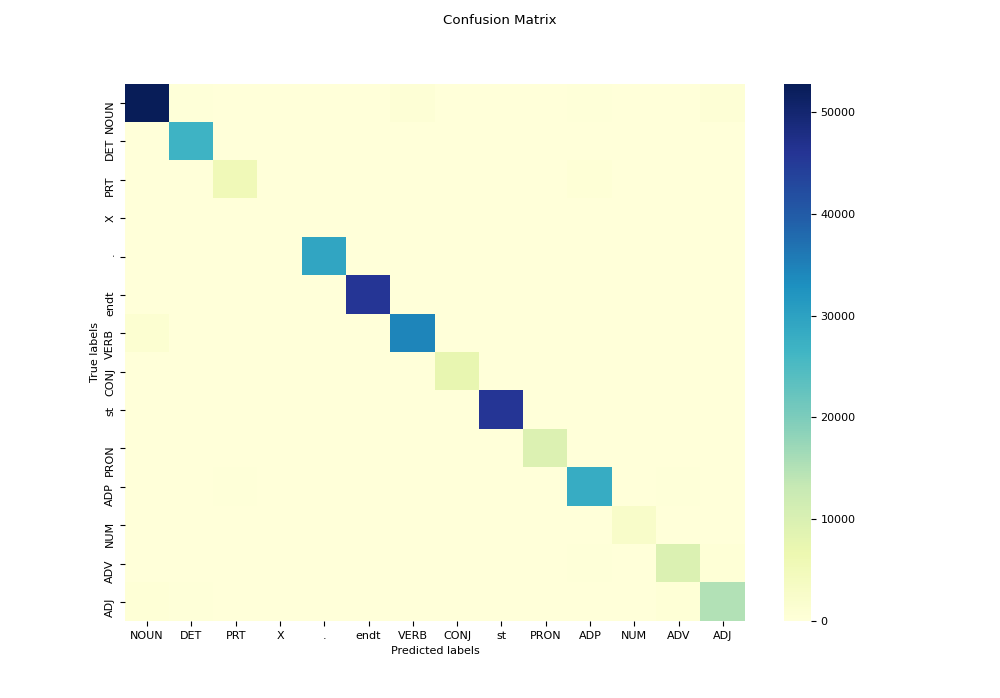 Confusion Matrix
True labels
NOUN
DET
PRT
X
.
endt
VERB
CONJ
st
PRON
ADP
NUM
ADV
ADJ
NOUN DET PRT X . endt VERB CONJ st PRON ADP NUM ADV ADJ
Predicted labels
50000
40000
30000
20000
10000
0